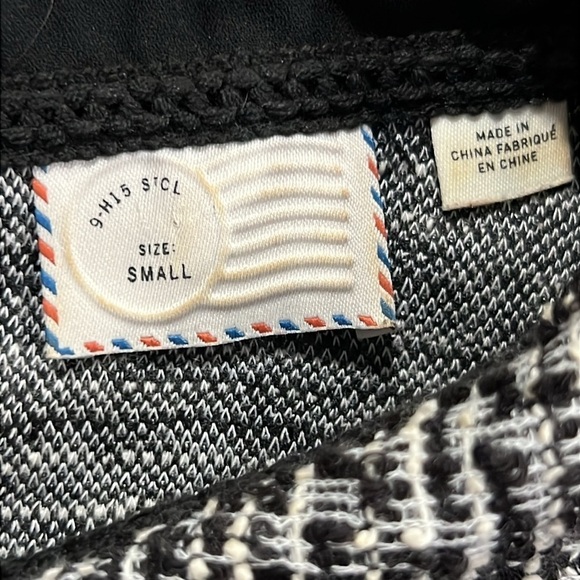 9-H15 STCL
SIZE:
SMALL
MADE IN
CHINA FABRIQUÉ
EN CHINE